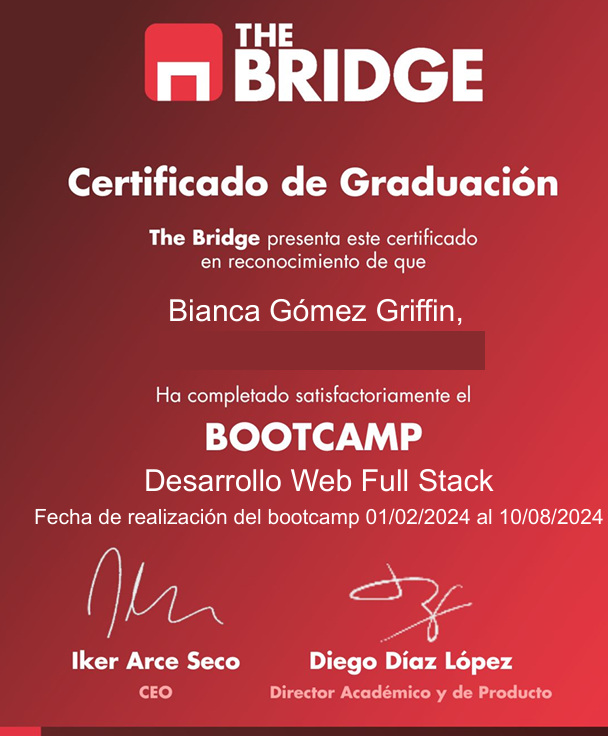 THE
BRIDGE
Certificado de Graduación
The Bridge presenta este certificado
en reconocimiento de que
Bianca Gómez Griffin,
Ha completado satisfactoriamente el
BOOTCAMP
Desarrollo Web Full Stack
Fecha de realización del bootcamp 01/02/2024 al 10/08/2024
Iker Arce Seco Diego Díaz López
CEO Director Académico y de Producto